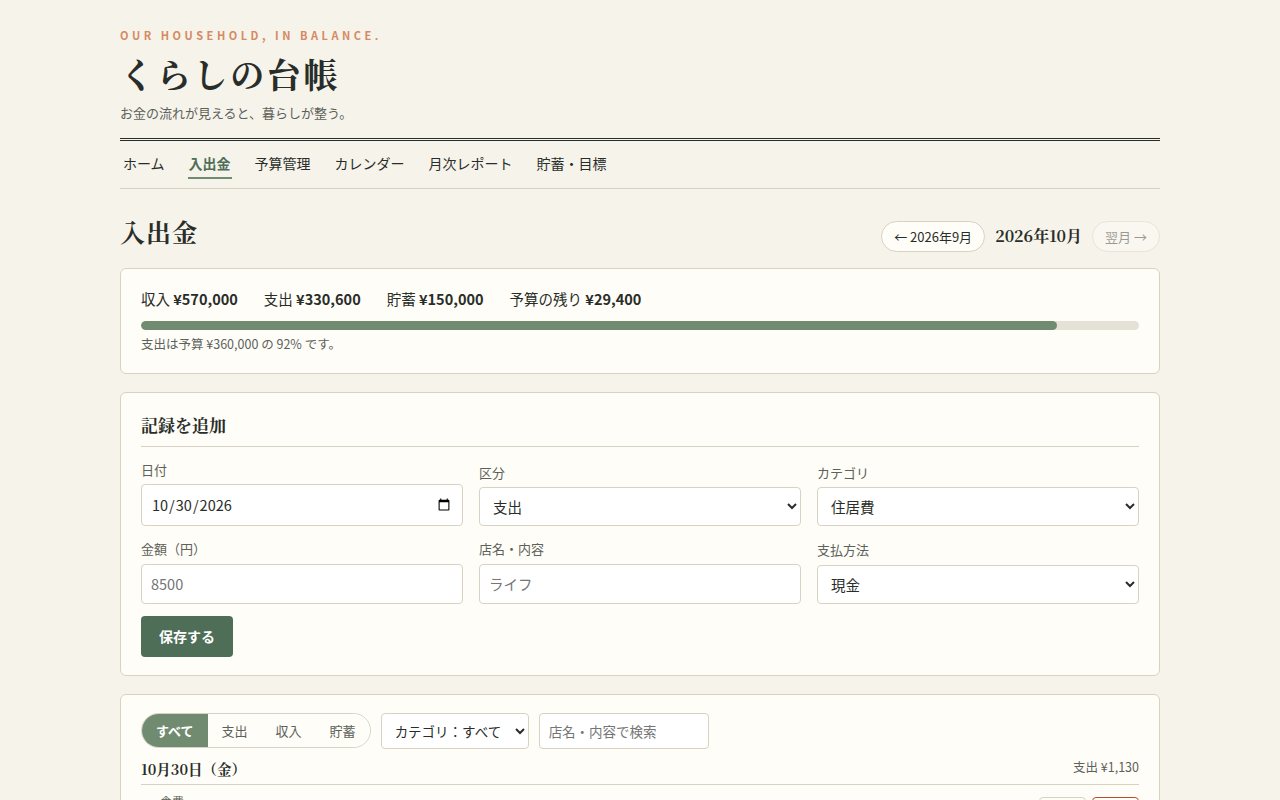 OUR HOUSEHOLD, IN BALANCE.
くらしの台帳
お金の流れが見えると、暮らしが整う。
ホーム 入出金 予算管理 カレンダー 月次レポート 貯蓄・目標
入出金 ← 2026年9月 2026年10月 翌月 →
収入 ¥570,000 支出 ¥330,600 貯蓄 ¥150,000 予算の残り ¥29,400
支出は予算 ¥360,000 の 92% です。
記録を追加
日付 区分 カテゴリ
10/30/2026 支出 住居費
金額（円） 店名・内容 支払方法
8500 ライフ 現金
保存する
すべて 支出 収入 貯蓄 カテゴリ：すべて 店名・内容で検索
10月30日（金） 支出 ¥1,130